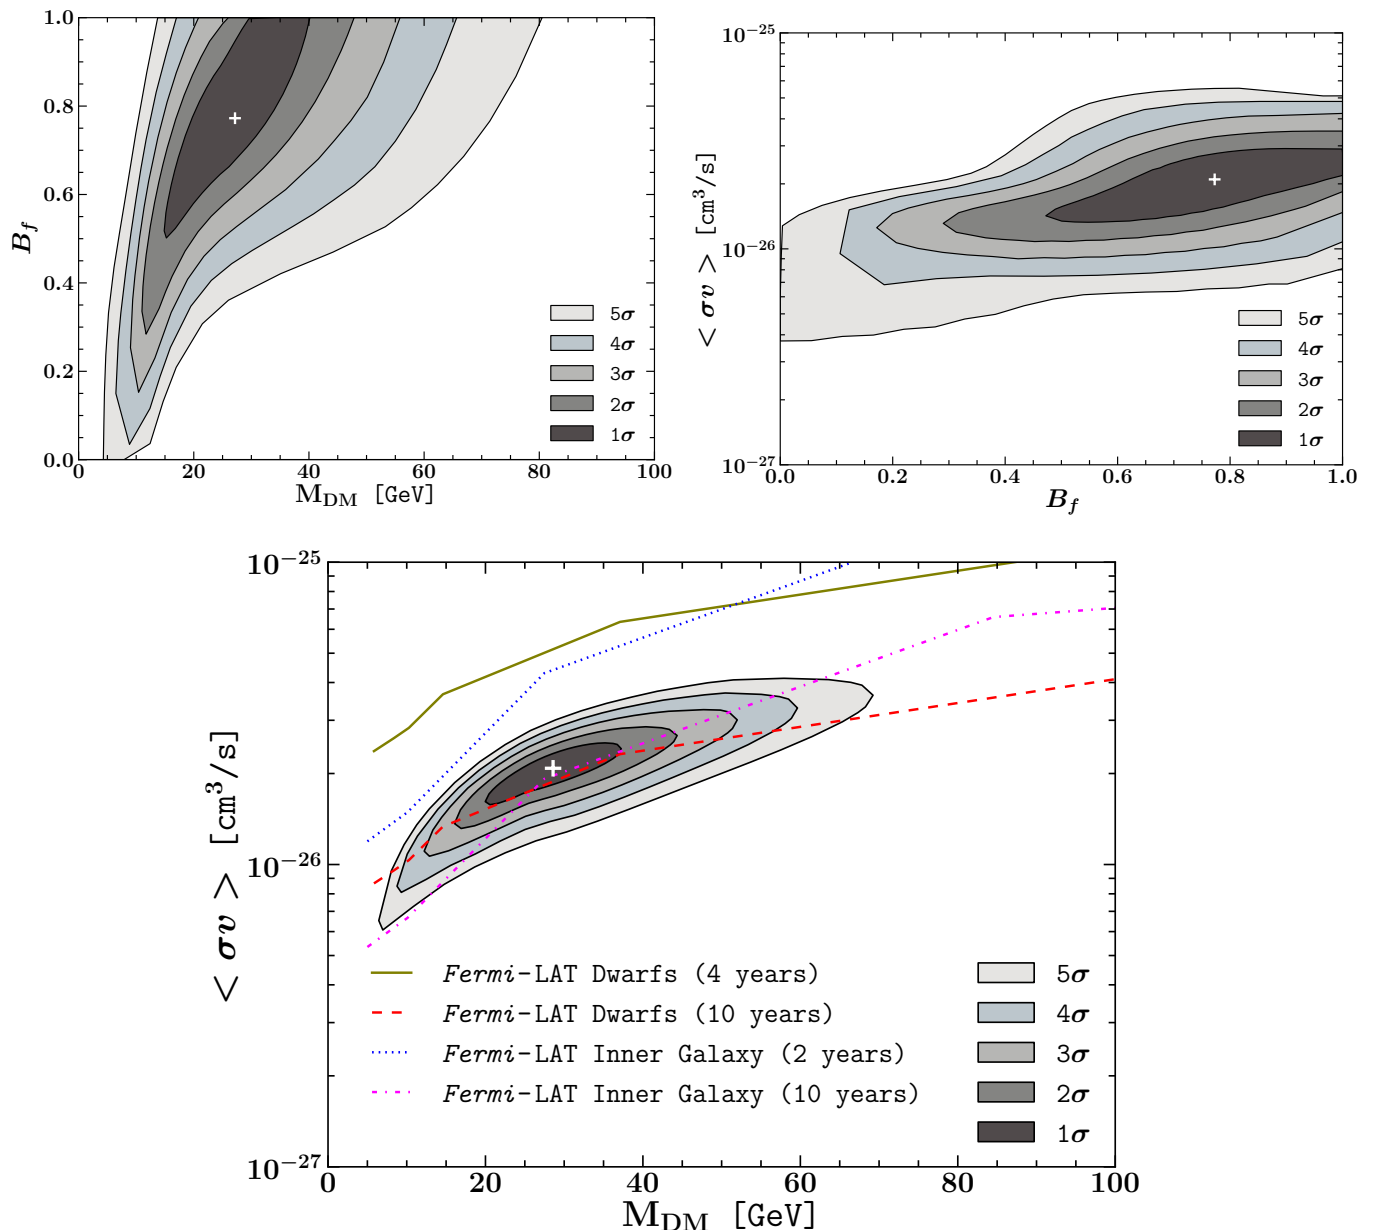 1.0
0.8
0.6
0.4
0.2
0.0
B_f
0 20 40 60 80 100
M_DM [GeV]
5σ
4σ
3σ
2σ
1σ
10^−25
10^−26
10^−27
< σv > [cm^3/s]
0.0 0.2 0.4 0.6 0.8 1.0
B_f
5σ
4σ
3σ
2σ
1σ
10^−25
10^−26
10^−27
< σv > [cm^3/s]
Fermi-LAT Dwarfs (4 years)
Fermi-LAT Dwarfs (10 years)
Fermi-LAT Inner Galaxy (2 years)
Fermi-LAT Inner Galaxy (10 years)
5σ
4σ
3σ
2σ
1σ
0 20 40 60 80 100
M_DM [GeV]